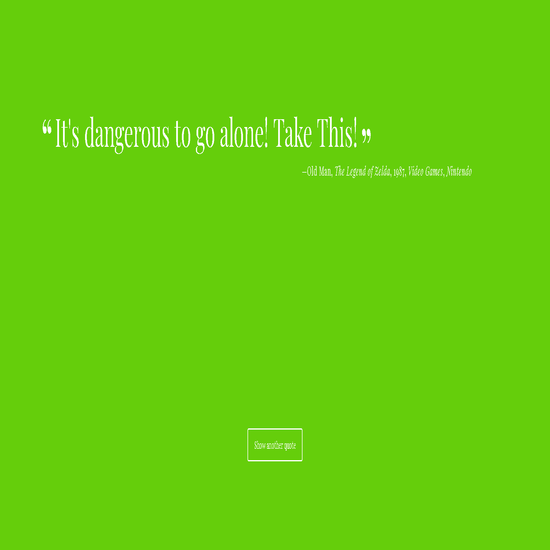 “It's dangerous to go alone! Take This!”
—Old Man, The Legend of Zelda, 1987, Video Games, Nintendo
Show another quote